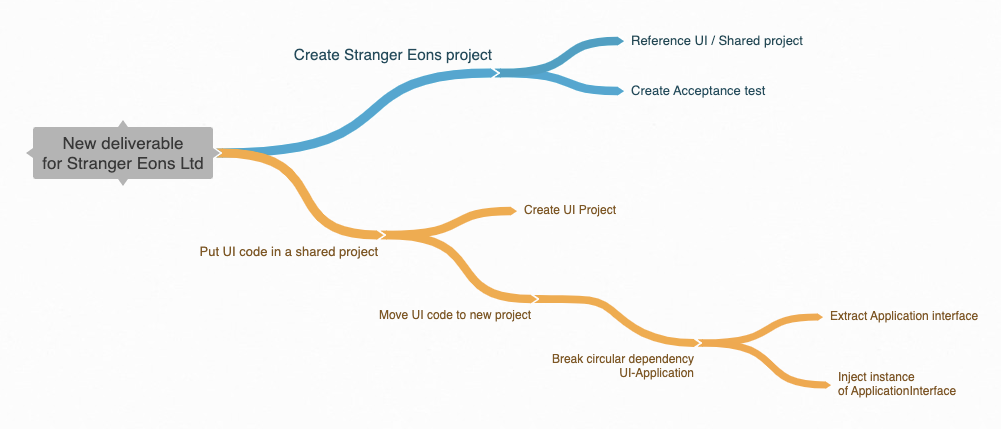 Create Stranger Eons project
Reference UI / Shared project
Create Acceptance test
New deliverable
for Stranger Eons Ltd
Create UI Project
Put UI code in a shared project
Move UI code to new project
Extract Application interface
Break circular dependency
UI-Application
Inject instance
of ApplicationInterface